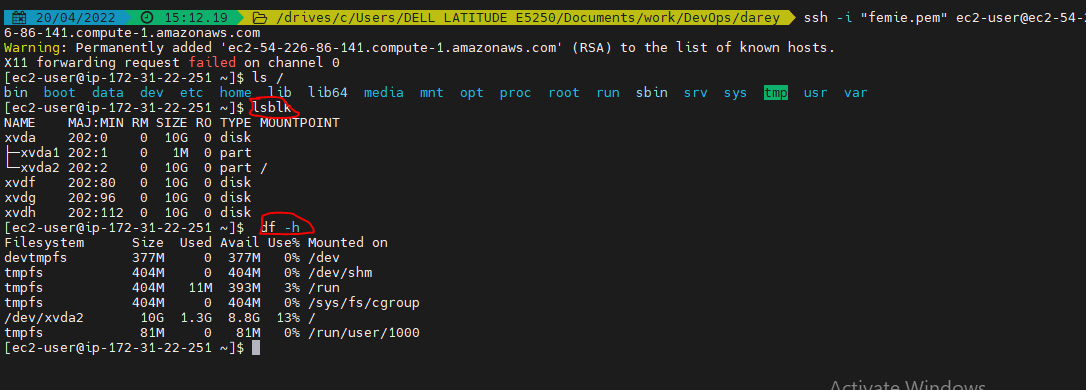 20/04/2022 15:12.19 /drives/c/Users/DELL LATITUDE E5250/Documents/work/DevOps/darey ssh -i "femie.pem" ec2-user@ec2-54-2
6-86-141.compute-1.amazonaws.com
Warning: Permanently added 'ec2-54-226-86-141.compute-1.amazonaws.com' (RSA) to the list of known hosts.
X11 forwarding request failed on channel 0
[ec2-user@ip-172-31-22-251 ~]$ ls /
bin  boot  data  dev  etc  home  lib  lib64  media  mnt  opt  proc  root  run  sbin  srv  sys  tmp  usr  var
[ec2-user@ip-172-31-22-251 ~]$ lsblk
NAME    MAJ:MIN RM SIZE RO TYPE MOUNTPOINT
xvda    202:0    0  10G  0 disk
├─xvda1 202:1    0   1M  0 part
└─xvda2 202:2    0  10G  0 part /
xvdf    202:80   0  10G  0 disk
xvdg    202:96   0  10G  0 disk
xvdh    202:112  0  10G  0 disk
[ec2-user@ip-172-31-22-251 ~]$  df -h
Filesystem      Size  Used Avail Use% Mounted on
devtmpfs        377M     0  377M   0% /dev
tmpfs           404M     0  404M   0% /dev/shm
tmpfs           404M   11M  393M   3% /run
tmpfs           404M     0  404M   0% /sys/fs/cgroup
/dev/xvda2       10G  1.3G  8.8G  13% /
tmpfs            81M     0   81M   0% /run/user/1000
[ec2-user@ip-172-31-22-251 ~]$
Activate Windows